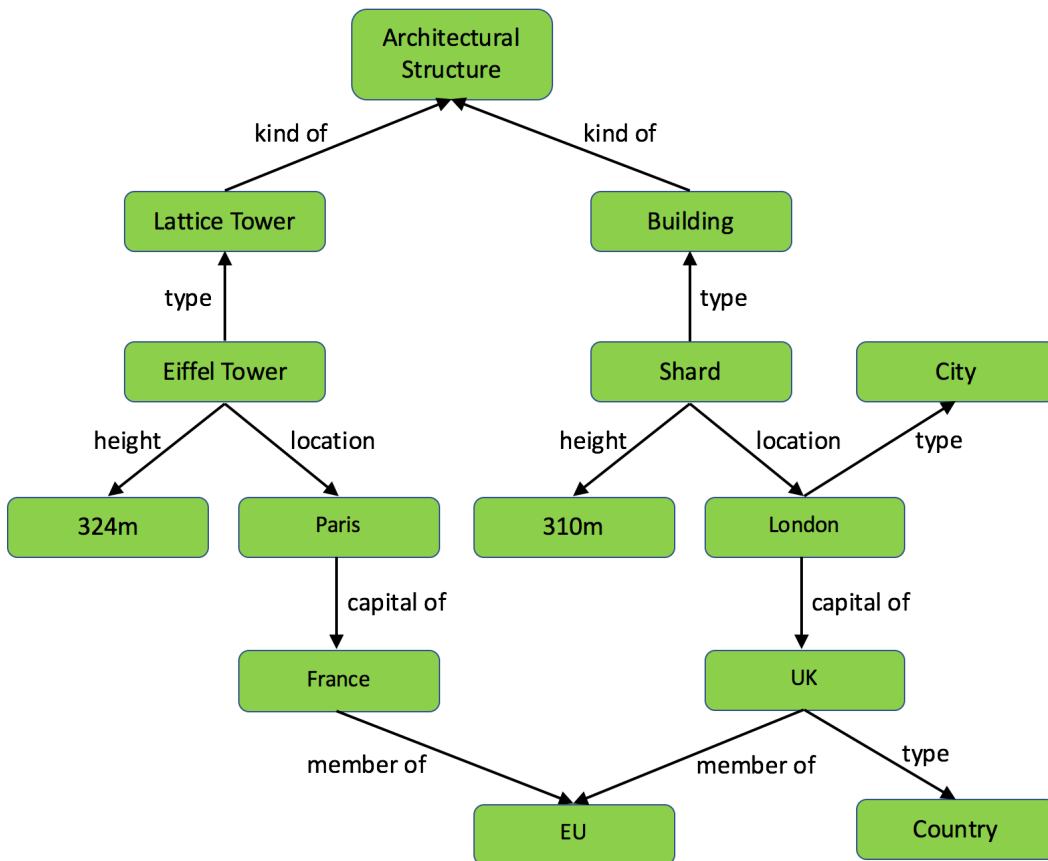 Architectural
Structure
kind of
kind of
Lattice Tower
Building
type
type
Eiffel Tower
Shard
City
height
location
height
location
type
324m
Paris
310m
London
capital of
capital of
France
UK
member of
member of
type
EU
Country